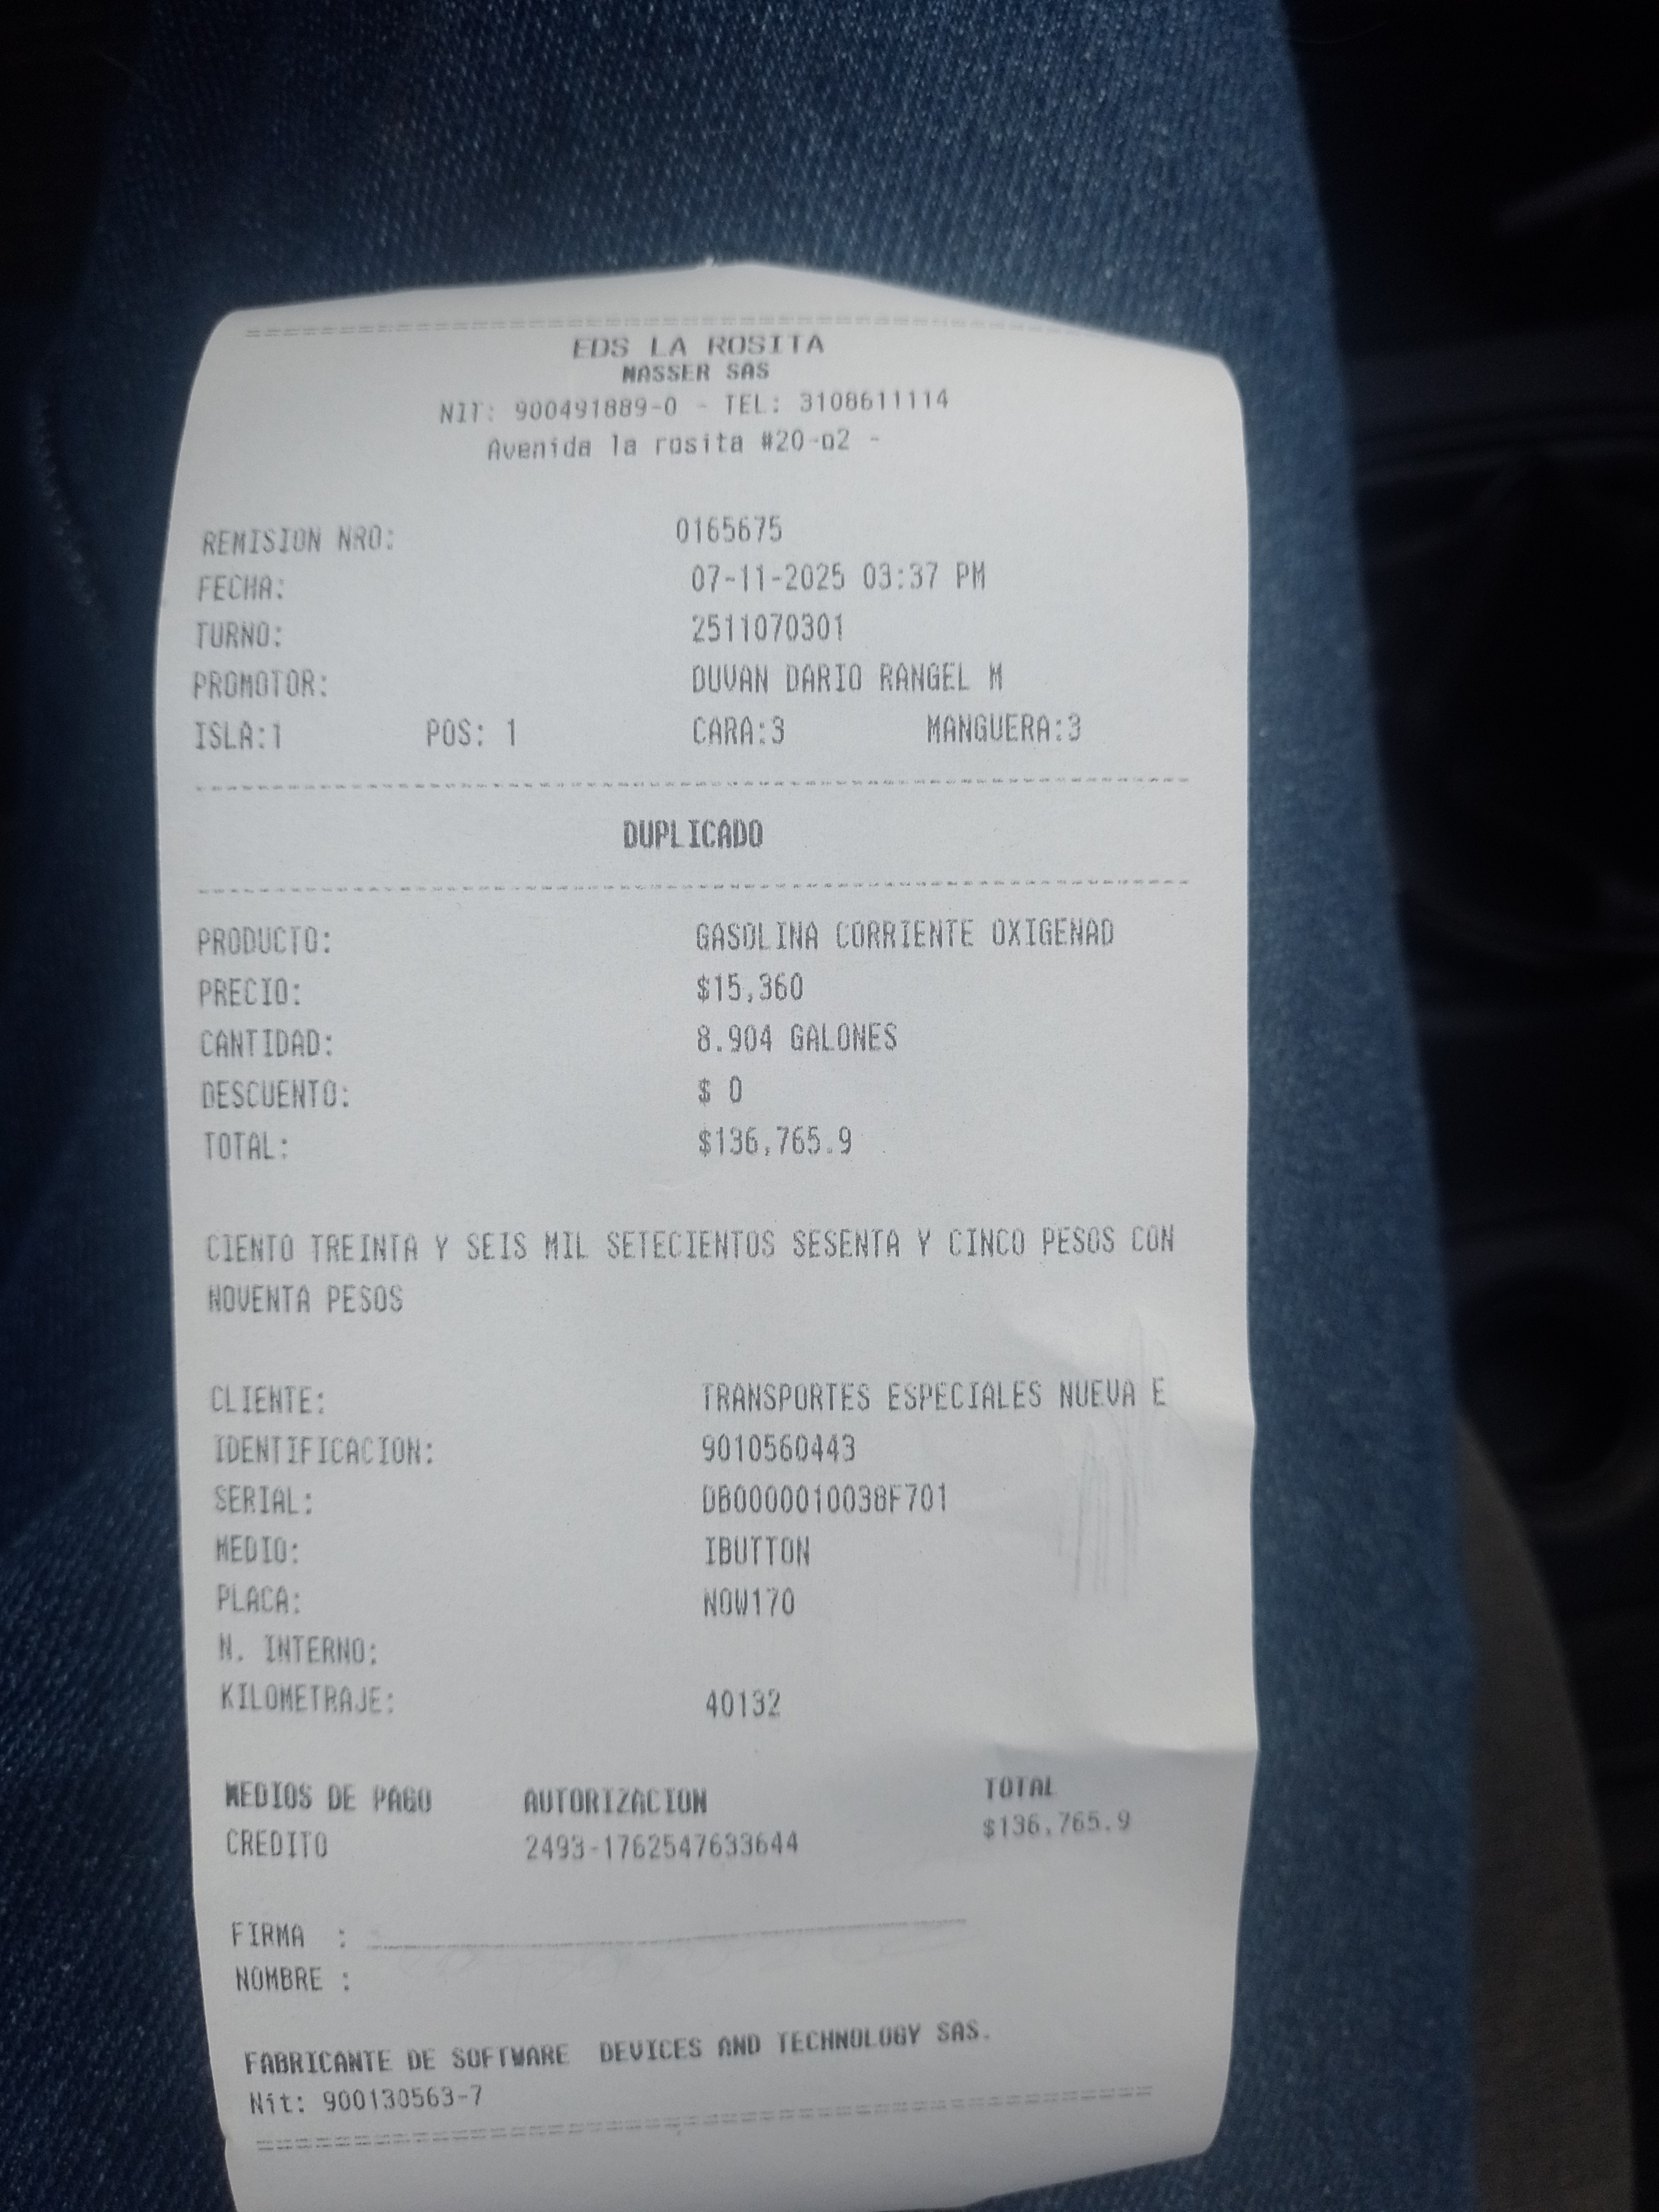 EDS LA ROSITA
NASSER SAS
NIT: 900491889-0 - TEL: 3108611114
Avenida la rosita #20-o2 -
REMISION NRO: 0165675
FECHA: 07-11-2025 03:37 PM
TURNO: 2511070301
PROMOTOR: DUVAN DARIO RANGEL M
ISLA:1 POS: 1 CARA:3 MANGUERA:3
DUPLICADO
PRODUCTO: GASOLINA CORRIENTE OXIGENAD
PRECIO: $15,360
CANTIDAD: 8.904 GALONES
DESCUENTO: $ 0
TOTAL: $136,765.9
CIENTO TREINTA Y SEIS MIL SETECIENTOS SESENTA Y CINCO PESOS CON
NOVENTA PESOS
CLIENTE: TRANSPORTES ESPECIALES NUEVA E
IDENTIFICACION: 9010560443
SERIAL: DB0000010038F701
MEDIO: IBUTTON
PLACA: NOW170
N. INTERNO:
KILOMETRAJE: 40132
MEDIOS DE PAGO AUTORIZACION TOTAL
CREDITO 2493-1762547633644 $136,765.9
FIRMA :
NOMBRE :
FABRICANTE DE SOFTWARE DEVICES AND TECHNOLOGY SAS.
Nit: 900130563-7